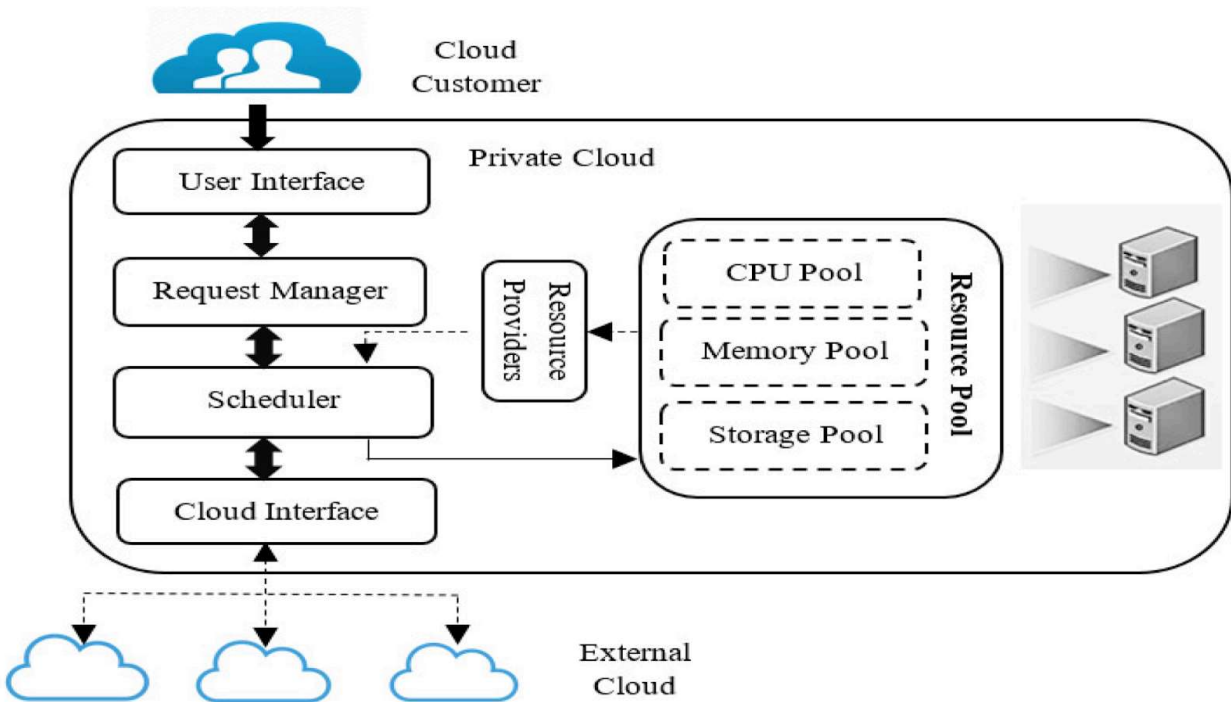 Cloud
Customer
Private Cloud
User Interface
Request Manager
Scheduler
Cloud Interface
Resource
Providers
CPU Pool
Memory Pool
Storage Pool
Resource Pool
External
Cloud